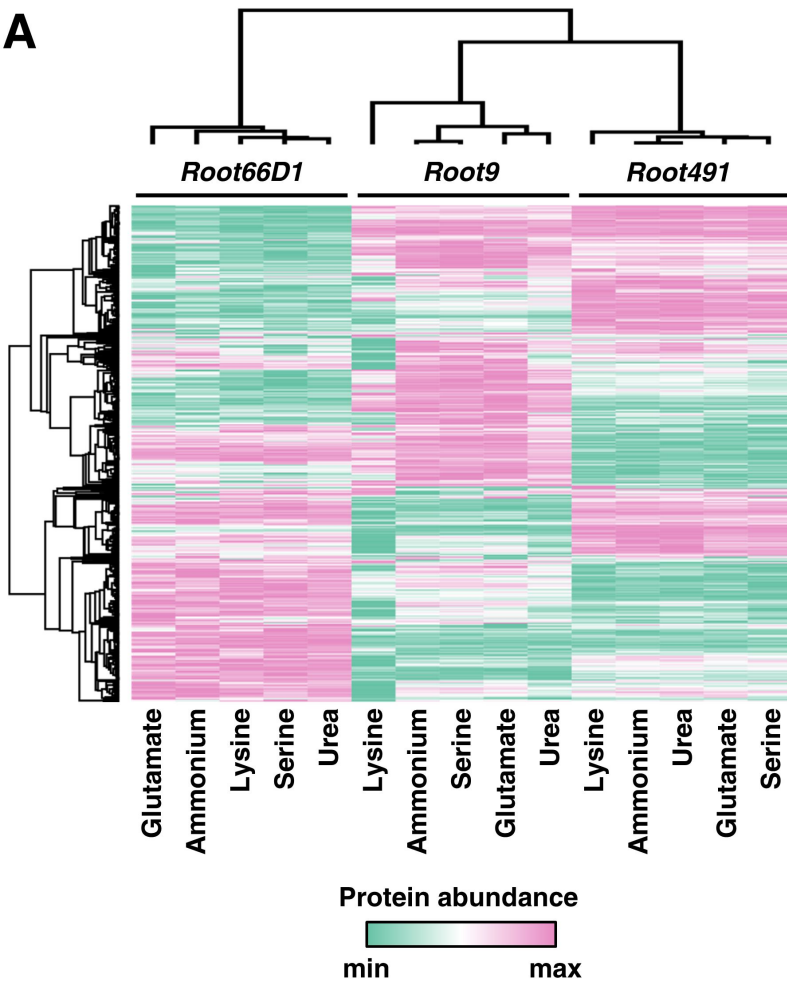 A
Root66D1 Root9 Root491
Glutamate Ammonium Lysine Serine Urea Lysine Ammonium Serine Glutamate Urea Lysine Ammonium Urea Glutamate Serine
Protein abundance
min max